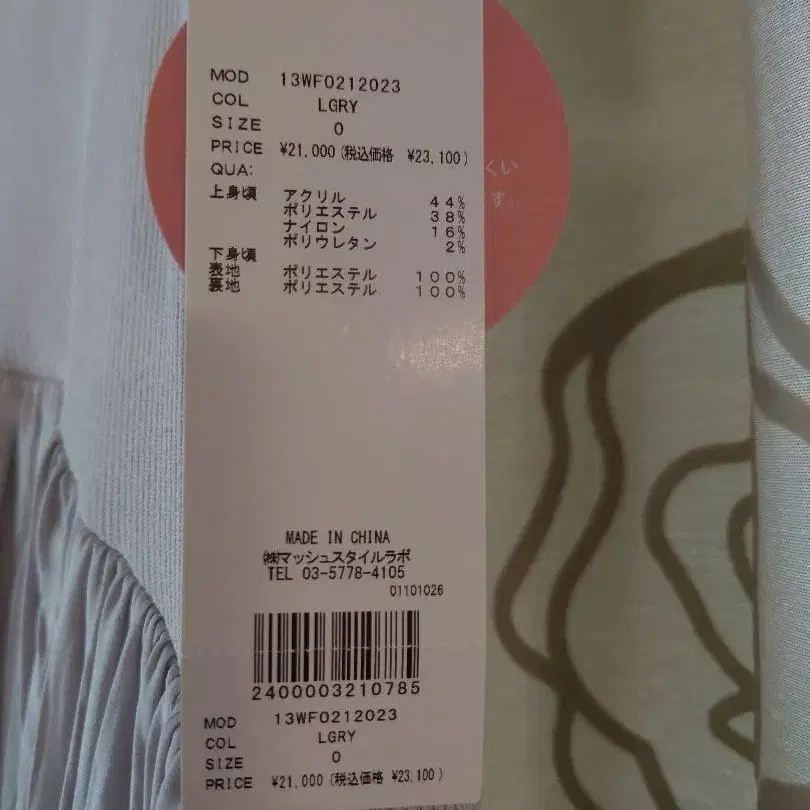 MOD 13WF0212023
COL LGRY
SIZE 0
PRICE ¥21,000 (税込価格 ¥23,100)
QUA:
上身頃 アクリル 44%
ポリエステル 38%
ナイロン 16%
ポリウレタン 2%
下身頃
表地 ポリエステル 100%
裏地 ポリエステル 100%
くい
す。
MADE IN CHINA
㈱マッシュスタイルラボ
TEL 03-5778-4105
01101026
2400003210785
MOD 13WF0212023
COL LGRY
SIZE 0
PRICE ¥21,000 (税込価格 ¥23,100)